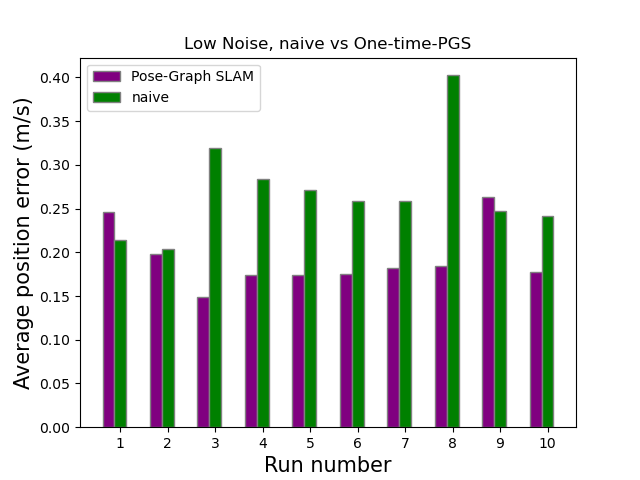 Low Noise, naive vs One-time-PGS
Pose-Graph SLAM
naive
Average position error (m/s)
0.40
0.35
0.30
0.25
0.20
0.15
0.10
0.05
0.00
1 2 3 4 5 6 7 8 9 10
Run number